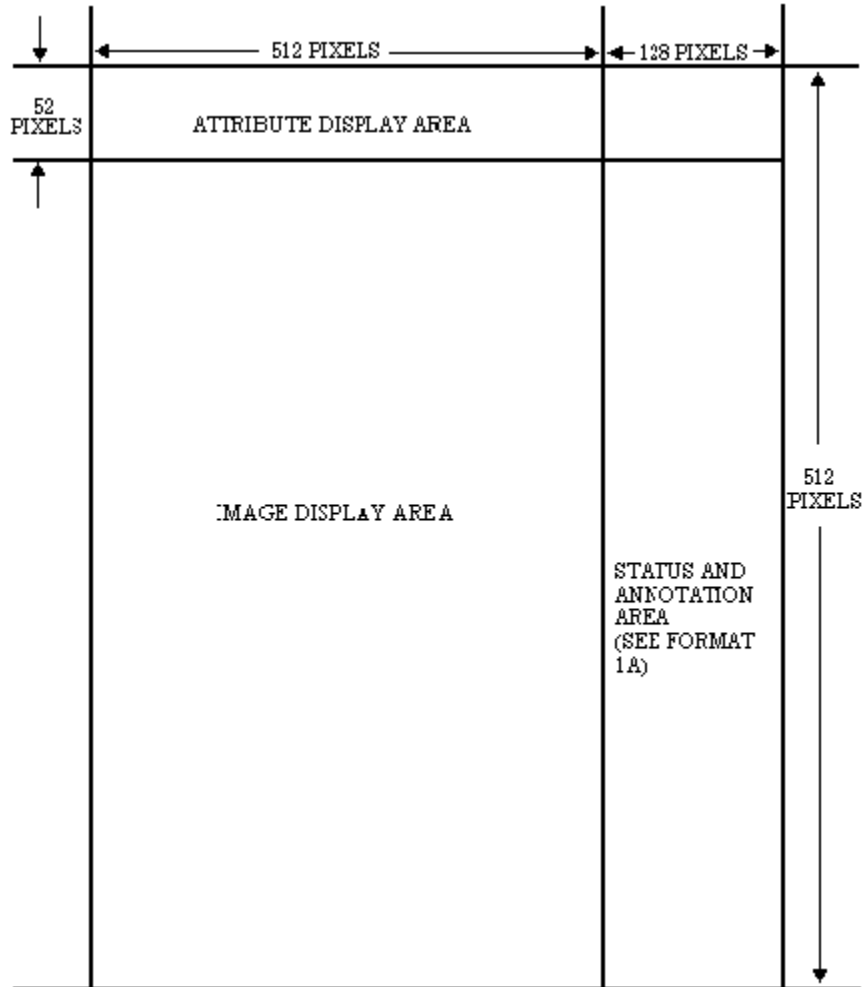 512 PIXELS
128 PIXELS
52
PIXELS
ATTRIBUTE DISPLAY AREA
512
PIXELS
IMAGE DISPLAY AREA
STATUS AND
ANNOTATION
AREA
(SEE FORMAT
1A)